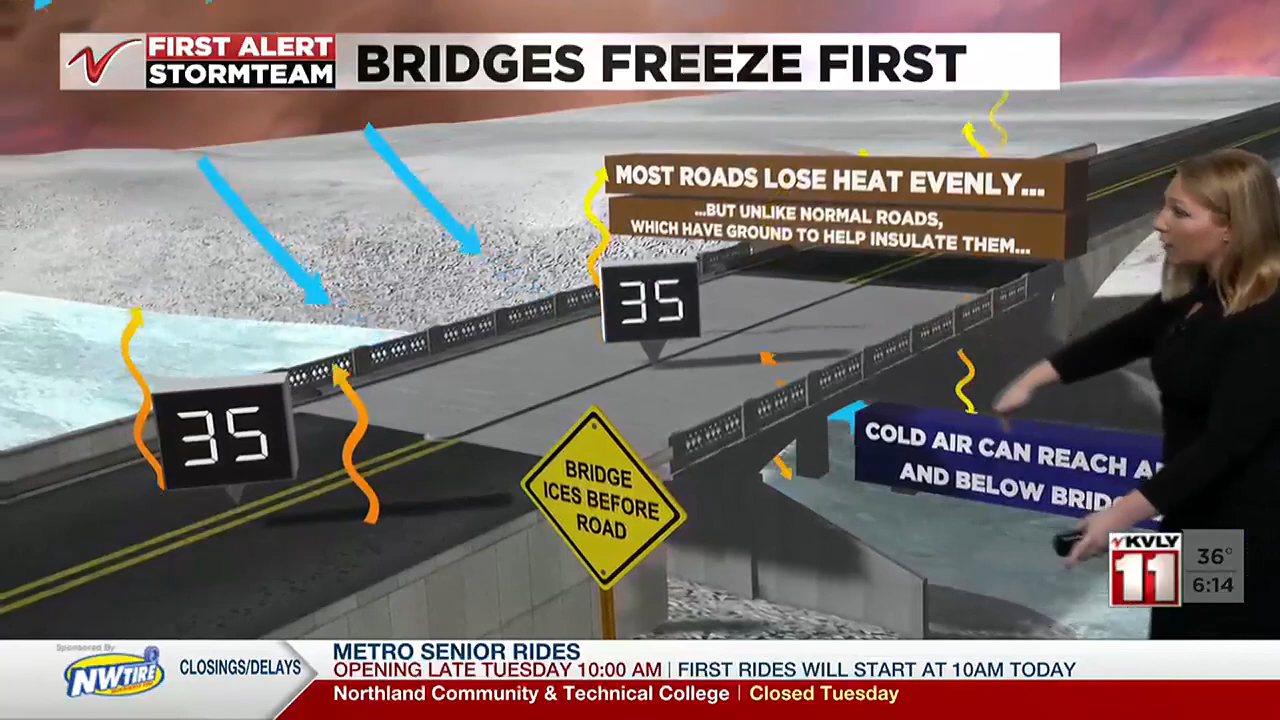 FIRST ALERT
STORMTEAM
BRIDGES FREEZE FIRST
MOST ROADS LOSE HEAT EVENLY...
...BUT UNLIKE NORMAL ROADS,
WHICH HAVE GROUND TO HELP INSULATE THEM...
35
35
COLD AIR CAN REACH
AND BELOW
BRIDGE
ICES BEFORE
ROAD
KVLY
11
36°
6:14
Sponsored By
NWTIRE
CLOSINGS/DELAYS
METRO SENIOR RIDES
OPENING LATE TUESDAY 10:00 AM | FIRST RIDES WILL START AT 10AM TODAY
Northland Community & Technical College | Closed Tuesday